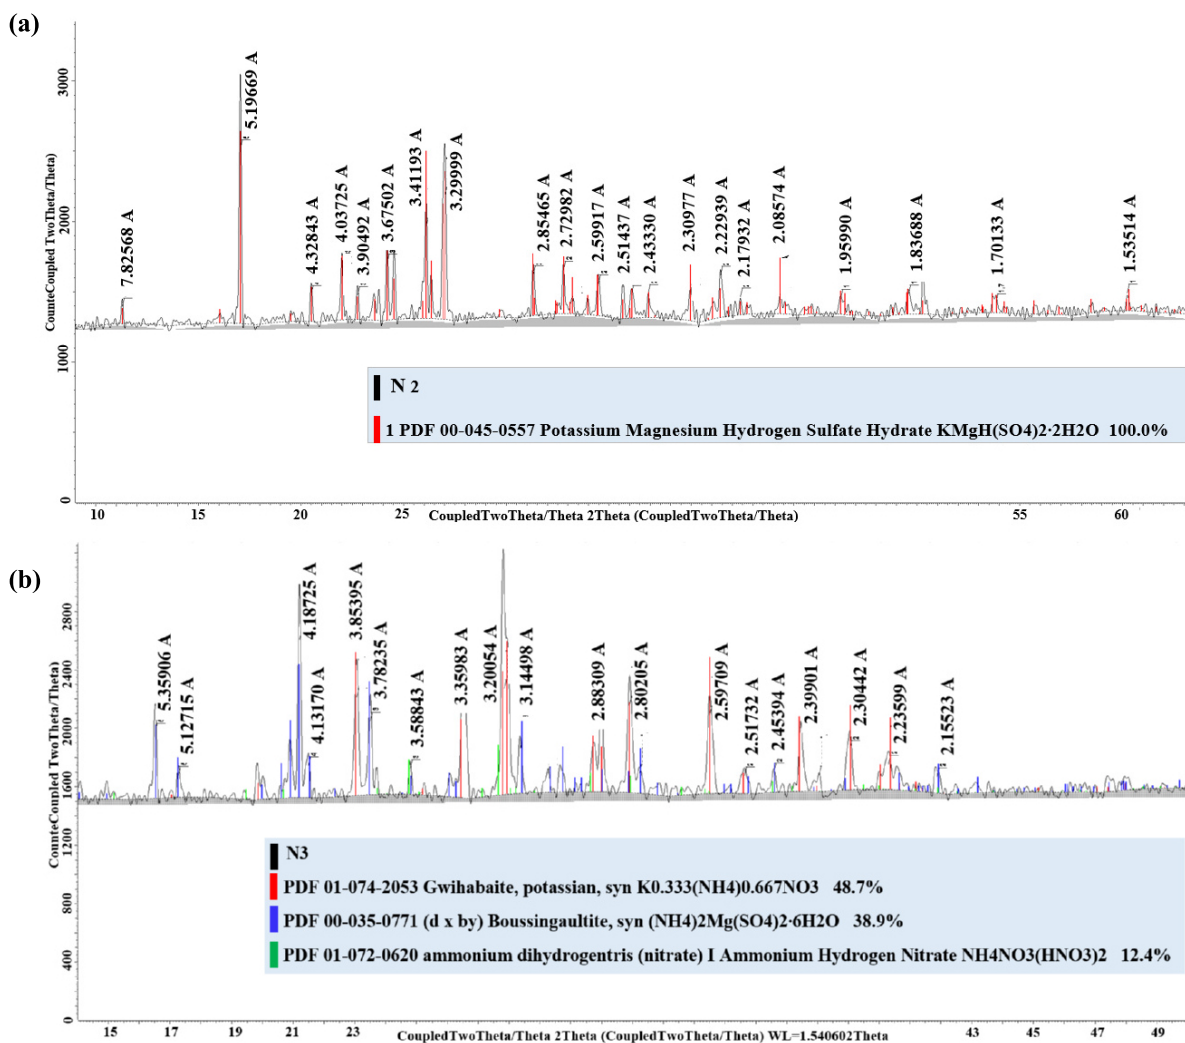 (a)
CounteCoupled TwoTheta/Theta)
3000
2000
1000
0
7.82568 A
5.19669 A
4.32843 A
4.03725 A
3.90492 A
3.67502 A
3.41193 A
3.29999 A
2.85465 A
2.72982 A
2.59917 A
2.51437 A
2.43330 A
2.30977 A
2.22939 A
2.17932 A
2.08574 A
1.95990 A
1.83688 A
1.70133 A
1.53514 A
N 2
1 PDF 00-045-0557 Potassium Magnesium Hydrogen Sulfate Hydrate KMgH(SO4)2·2H2O 100.0%
10 15 20 25 55 60
CoupledTwoTheta/Theta 2Theta (CoupledTwoTheta/Theta)
(b)
CounteCoupled TwoTheta/Theta)
2800
2400
2000
1600
1200
800
400
0
5.35906 A
5.12715 A
4.18725 A
4.13170 A
3.85395 A
3.78235 A
3.58843 A
3.35983 A
3.20054 A
3.14498 A
2.88309 A
2.80205 A
2.59709 A
2.51732 A
2.45394 A
2.39901 A
2.30442 A
2.23599 A
2.15523 A
N3
PDF 01-074-2053 Gwihabaite, potassian, syn K0.333(NH4)0.667NO3 48.7%
PDF 00-035-0771 (d x by) Boussingaultite, syn (NH4)2Mg(SO4)2·6H2O 38.9%
PDF 01-072-0620 ammonium dihydrogentris (nitrate) I Ammonium Hydrogen Nitrate NH4NO3(HNO3)2 12.4%
15 17 19 21 23 43 45 47 49
CoupledTwoTheta/Theta 2Theta (CoupledTwoTheta/Theta) WL=1.540602Theta